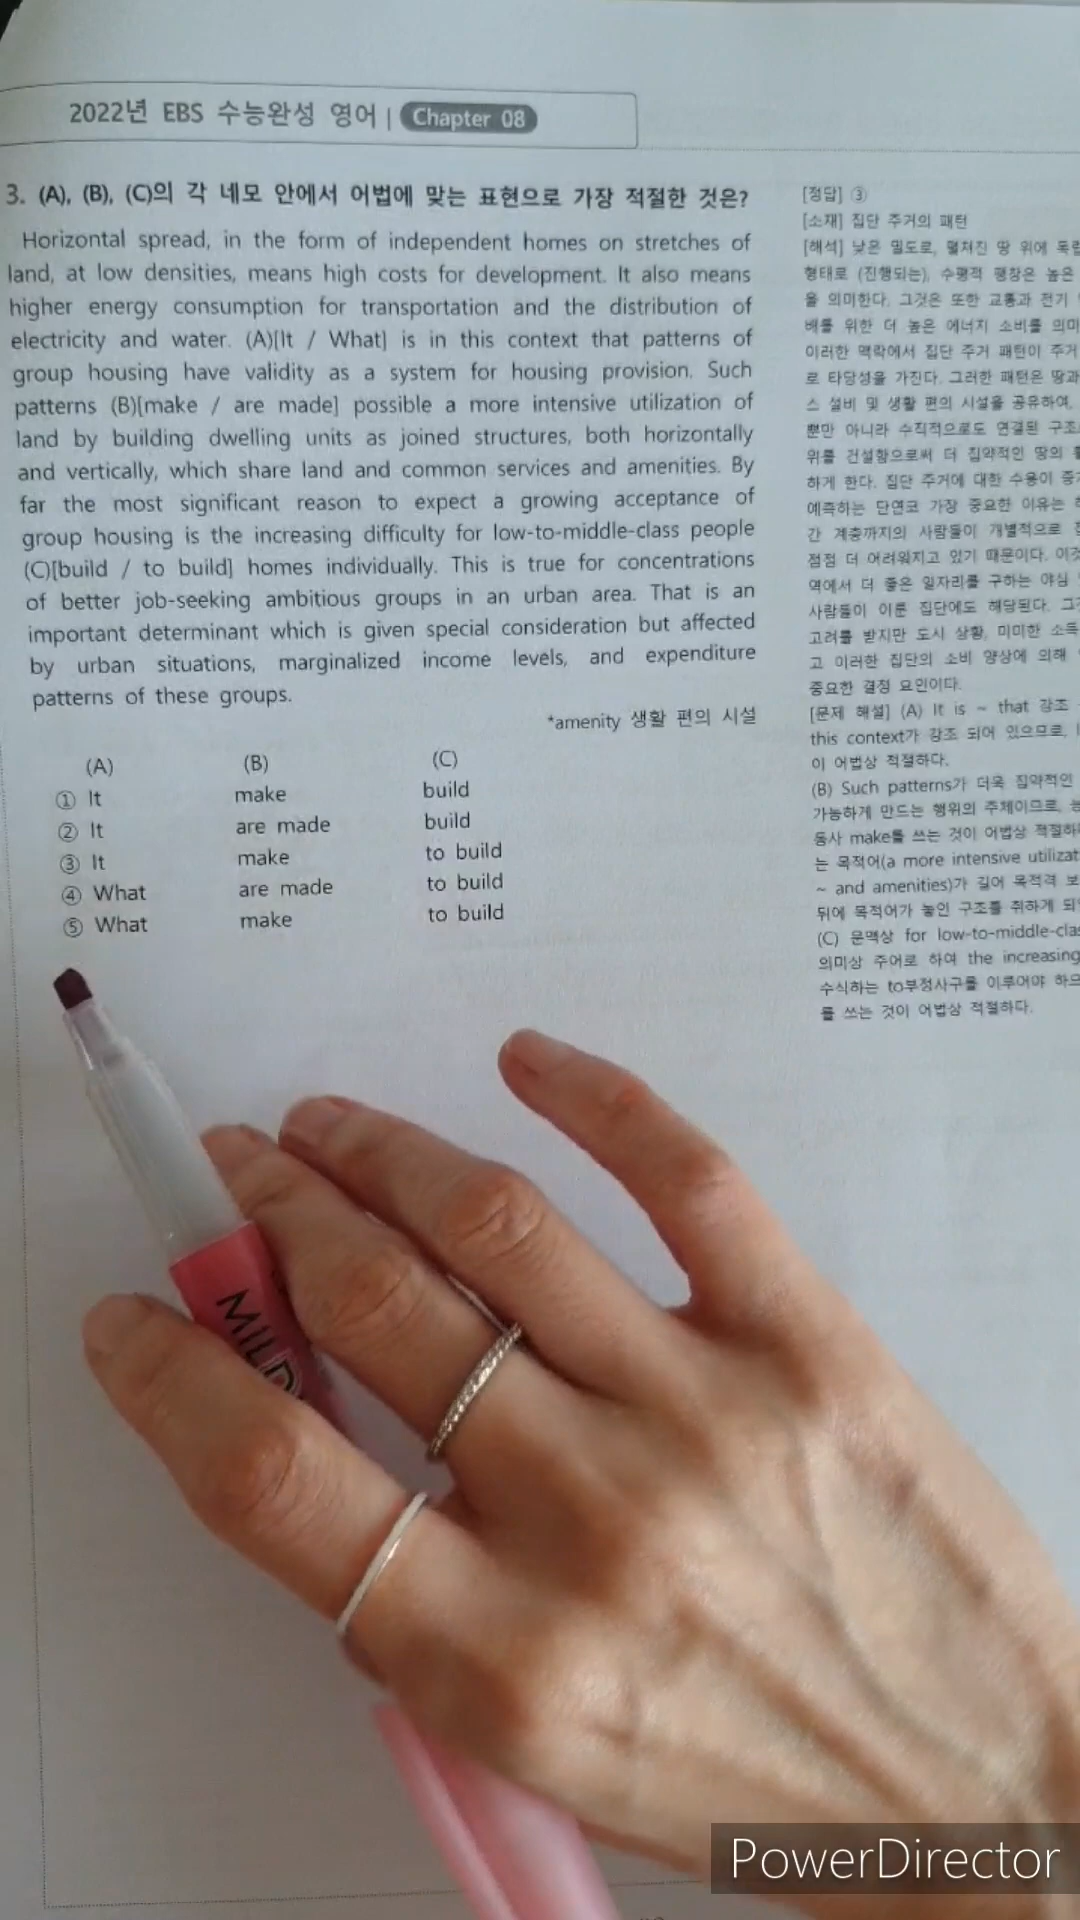 2022년 EBS 수능완성 영어 | Chapter 08
3. (A), (B), (C)의 각 네모 안에서 어법에 맞는 표현으로 가장 적절한 것은?
Horizontal spread, in the form of independent homes on stretches of
land, at low densities, means high costs for development. It also means
higher energy consumption for transportation and the distribution of
electricity and water. (A)[It / What] is in this context that patterns of
group housing have validity as a system for housing provision. Such
patterns (B)[make / are made] possible a more intensive utilization of
land by building dwelling units as joined structures, both horizontally
and vertically, which share land and common services and amenities. By
far the most significant reason to expect a growing acceptance of
group housing is the increasing difficulty for low-to-middle-class people
(C)[build / to build] homes individually. This is true for concentrations
of better job-seeking ambitious groups in an urban area. That is an
important determinant which is given special consideration but affected
by urban situations, marginalized income levels, and expenditure
patterns of these groups.
*amenity 생활 편의 시설
(A) (B) (C)
① It make build
② It are made build
③ It make to build
④ What are made to build
⑤ What make to build
[정답] ③
[소재] 집단 주거의 패턴
[해석] 낮은 밀도로, 펼쳐진 땅 위에
형태로 (진행되는), 수평적 팽창은 높은
을 의미한다. 그것은 또한 교통과 전기
배를 위한 더 높은 에너지 소비를
이러한 맥락에서 집단 주거 패턴이 주거
로 타당성을 가진다. 그러한 패턴은 땅과
스 설비 및 생활 편의 시설을 공유하여,
뿐만 아니라 수직적으로도 연결된
위를 건설함으로써 더 집약적인 땅의
하게 한다. 집단 주거에 대한 수용이
예측하는 단연코 가장 중요한 이유는
간 계층까지의 사람들이 개별적으로
점점 더 어려워지고 있기 때문이다.
역에서 더 좋은 일자리를 구하는 야심
사람들이 이룬 집단에도 해당된다.
고려를 받지만 도시 상황, 미미한
고 이러한 집단의 소비 양상에 의해
중요한 결정 요인이다.
[문제 해설] (A) It is ~ that 강조
this context가 강조 되어 있으므로,
이 어법상 적절하다.
(B) Such patterns가 더욱 집약적인
가능하게 만드는 행위의 주체이므로,
동사 make를 쓰는 것이 어법상
는 목적어(a more intensive
~ and amenities)가 길어 목적격
뒤에 목적어가 놓인 구조를 취하게
(C) 문맥상 for
의미상 주어로 하여 the increasing
수식하는 to부정사구를 이루어야
를 쓰는 것이 어법상 적절하다.
MILD
PowerDirector